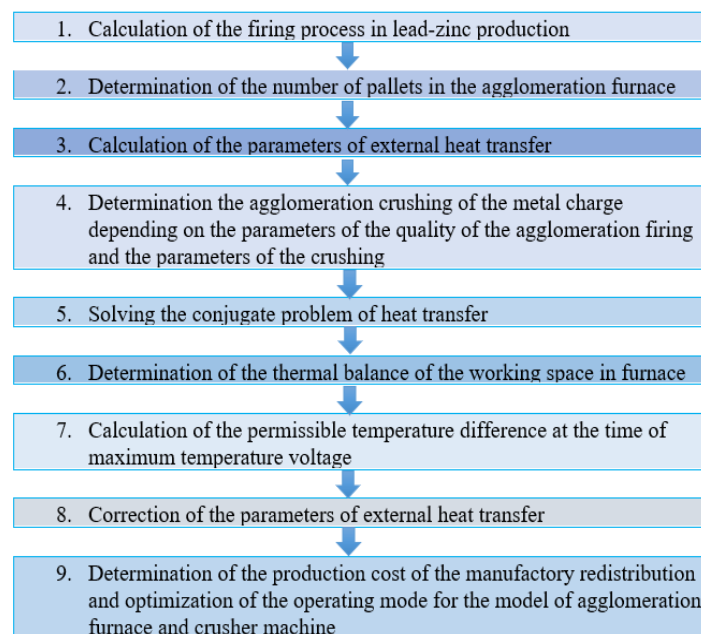 1. Calculation of the firing process in lead-zinc production
2. Determination of the number of pallets in the agglomeration furnace
3. Calculation of the parameters of external heat transfer
4. Determination the agglomeration crushing of the metal charge
depending on the parameters of the quality of the agglomeration firing
and the parameters of the crushing
5. Solving the conjugate problem of heat transfer
6. Determination of the thermal balance of the working space in furnace
7. Calculation of the permissible temperature difference at the time of
maximum temperature voltage
8. Correction of the parameters of external heat transfer
9. Determination of the production cost of the manufactory redistribution
and optimization of the operating mode for the model of agglomeration
furnace and crusher machine